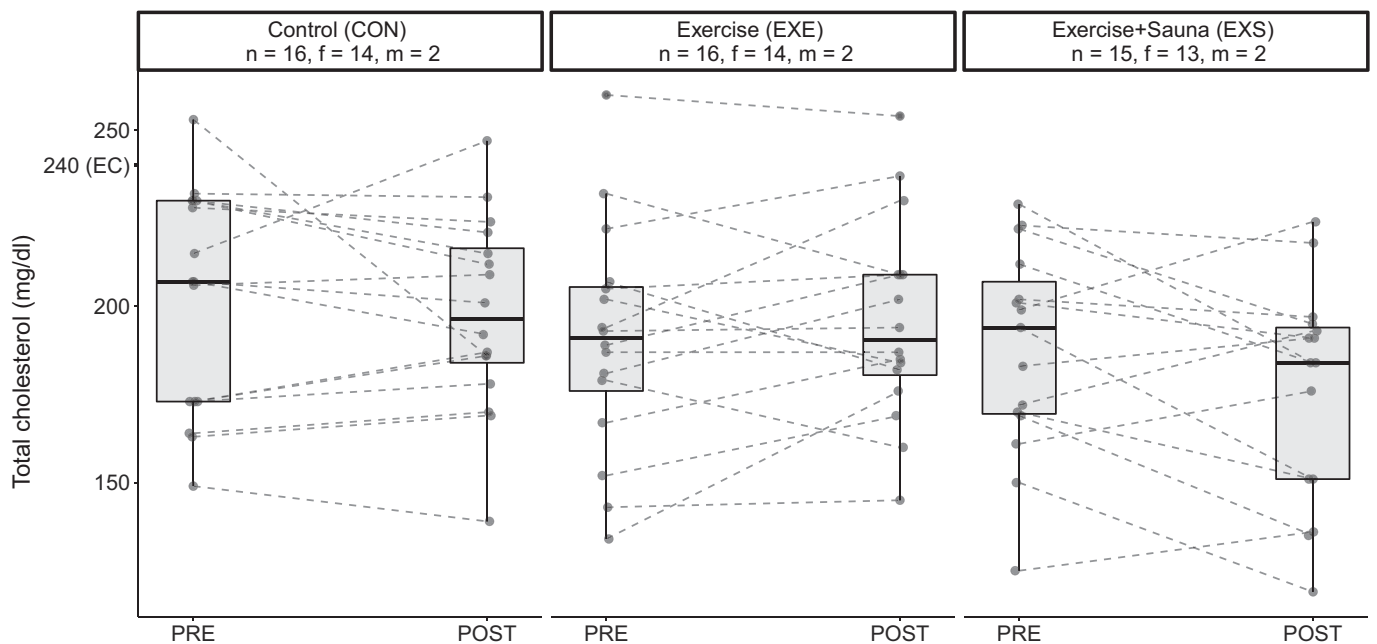 Control (CON)
n = 16, f = 14, m = 2
Exercise (EXE)
n = 16, f = 14, m = 2
Exercise+Sauna (EXS)
n = 15, f = 13, m = 2
Total cholesterol (mg/dl)
250
240 (EC)
200
150
PRE
POST
PRE
POST
PRE
POST